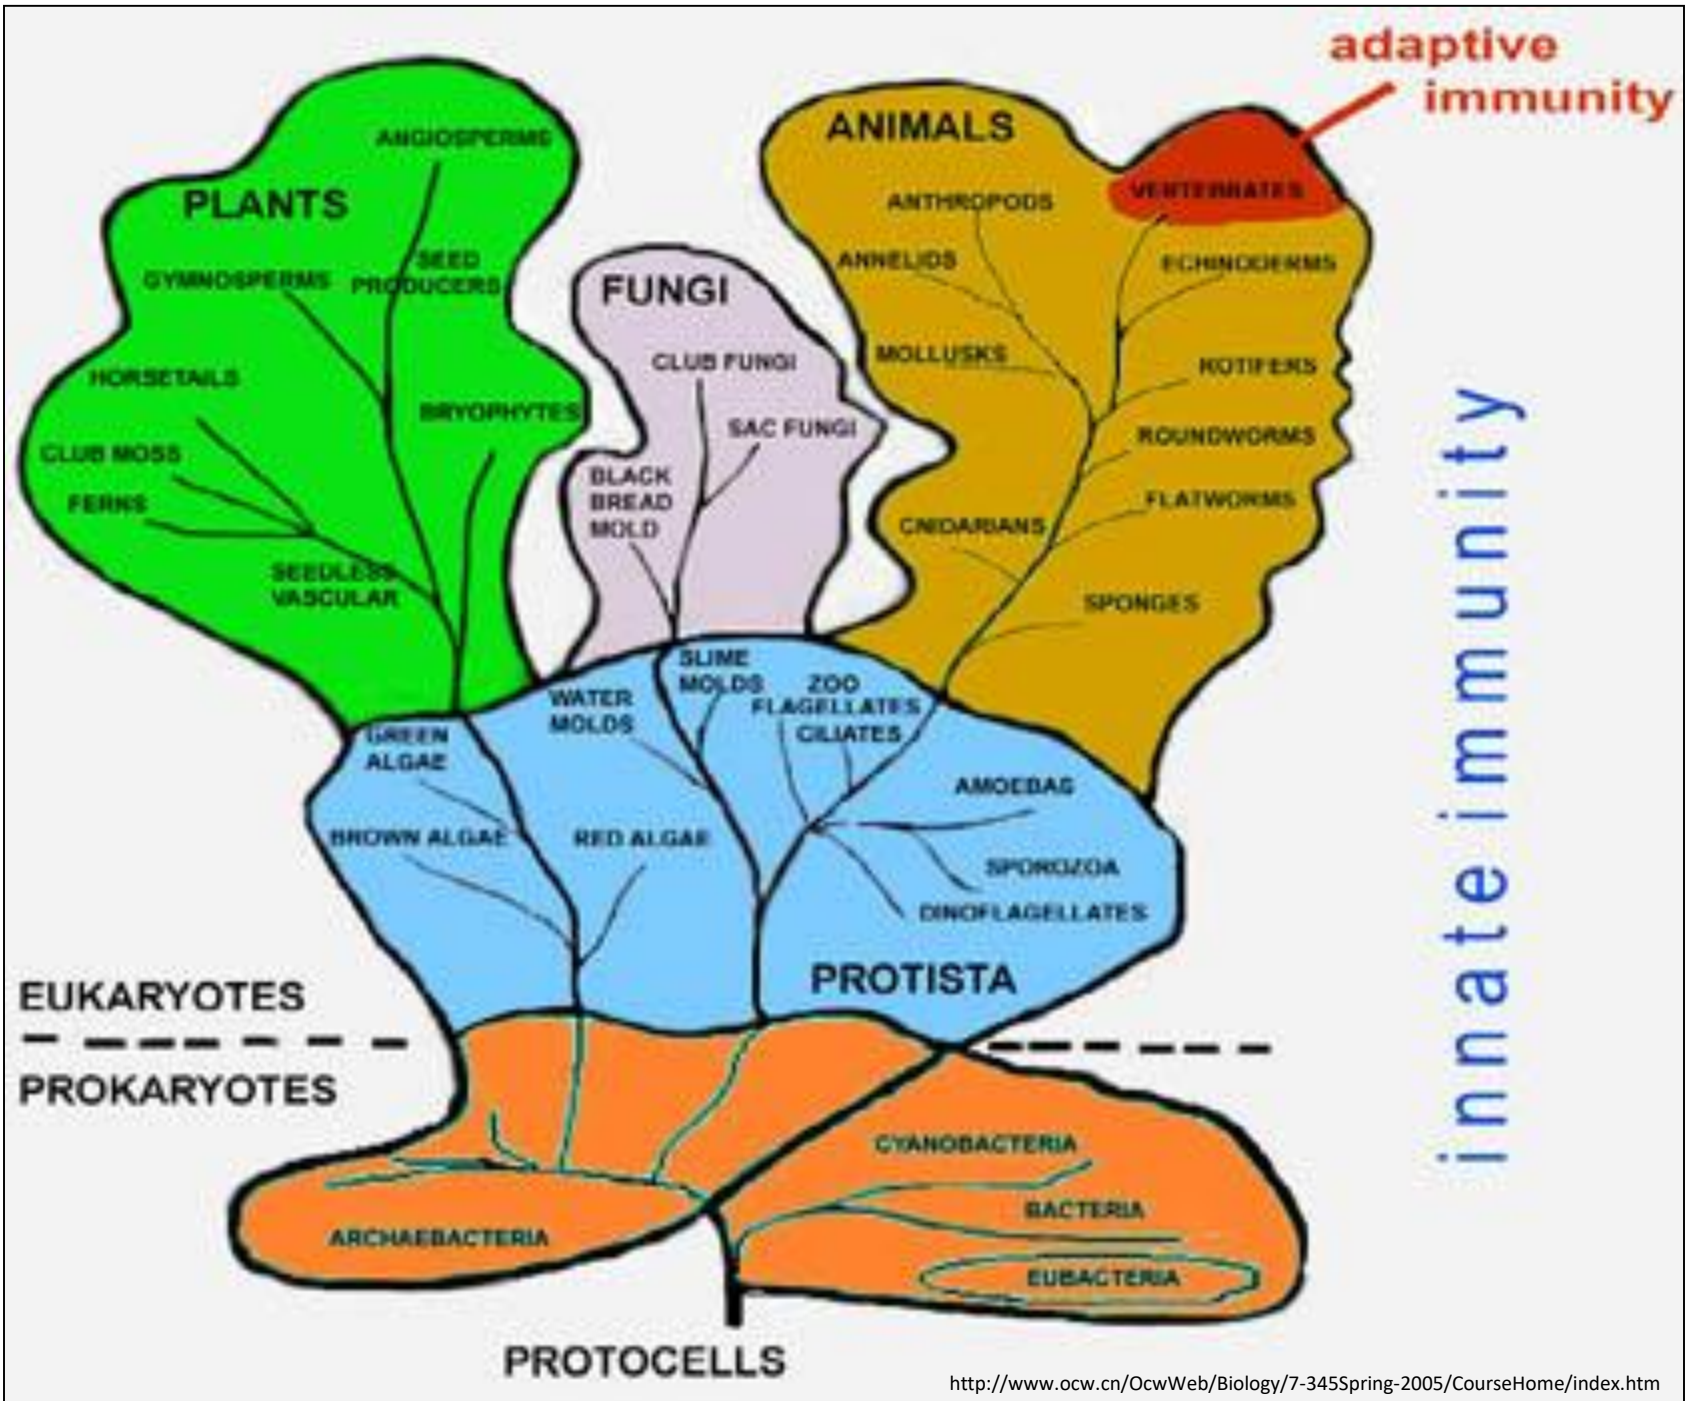 adaptive
immunity
ANIMALS
ANGIOSPERMS
PLANTS
VERTEBRATES
ANTHROPODS
SEED
PRODUCERS
GYMNOSPERMS
FUNGI
ANNELIDS
ECHINODERMS
HORSETAILS
CLUB FUNGI
MOLLUSKS
ROTIFERS
BRYOPHYTES
SAC FUNGI
ROUNDWORMS
CLUB MOSS
BLACK
BREAD
MOLD
FERNS
FLATWORMS
CNIDARIANS
SEEDLESS
VASCULAR
SPONGES
innate immunity
SLIME
MOLDS
ZOO
FLAGELLATES
CILIATES
WATER
MOLDS
GREEN
ALGAE
AMOEBAS
BROWN ALGAE
RED ALGAE
SPOROZOA
DINOFLAGELLATES
PROTISTA
EUKARYOTES
PROKARYOTES
CYANOBACTERIA
BACTERIA
ARCHAEBACTERIA
EUBACTERIA
PROTOCELLS
http://www.ocw.cn/OcwWeb/Biology/7-345Spring-2005/CourseHome/index.htm